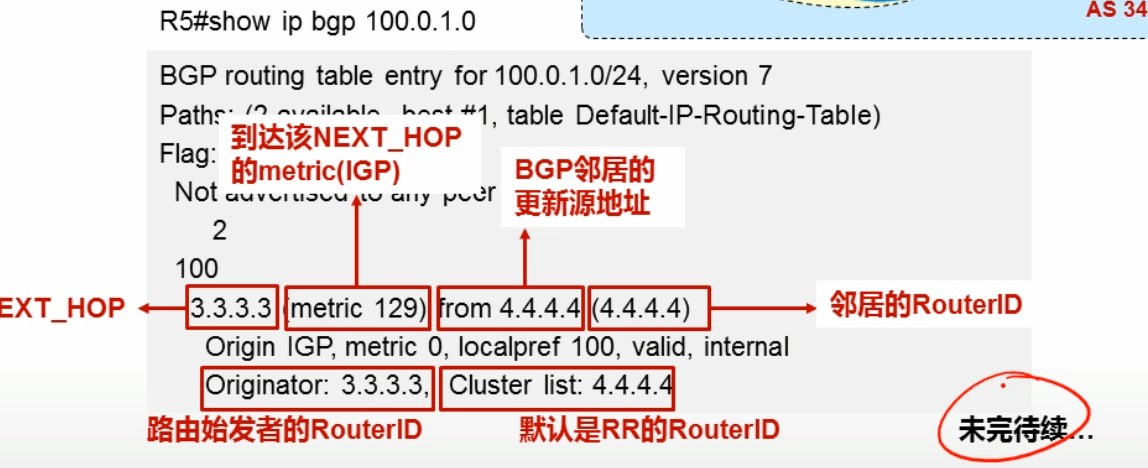 R5#show ip bgp 100.0.1.0
AS 34
BGP routing table entry for 100.0.1.0/24, version 7
Paths: (2 available, best #1, table Default-IP-Routing-Table)
到达该NEXT_HOP
的metric(IGP)
Flag:
BGP邻居的
更新源地址
Not advertised to any peer
2
100
EXT_HOP
3.3.3.3 (metric 129) from 4.4.4.4 (4.4.4.4)
邻居的RouterID
Origin IGP, metric 0, localpref 100, valid, internal
Originator: 3.3.3.3, Cluster list: 4.4.4.4
路由始发者的RouterID
默认是RR的RouterID
未完待续...